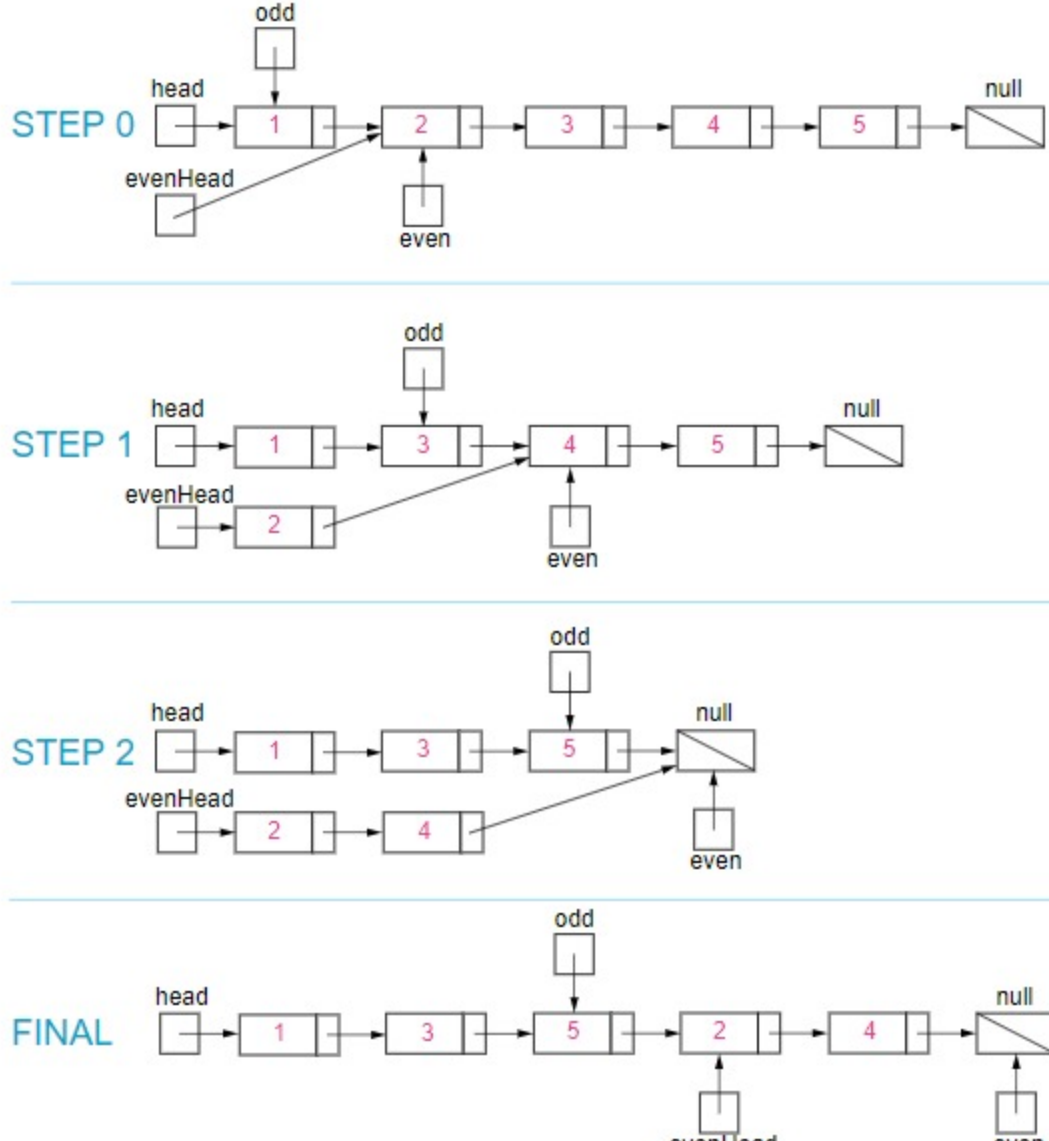 odd
head
null
STEP 0
1 2 3 4 5
evenHead
even
odd
head
null
STEP 1
1 3 4 5
evenHead
2
even
odd
head
null
STEP 2
1 3 5
evenHead
2 4
even
odd
head
null
FINAL
1 3 5 2 4
evenHead even